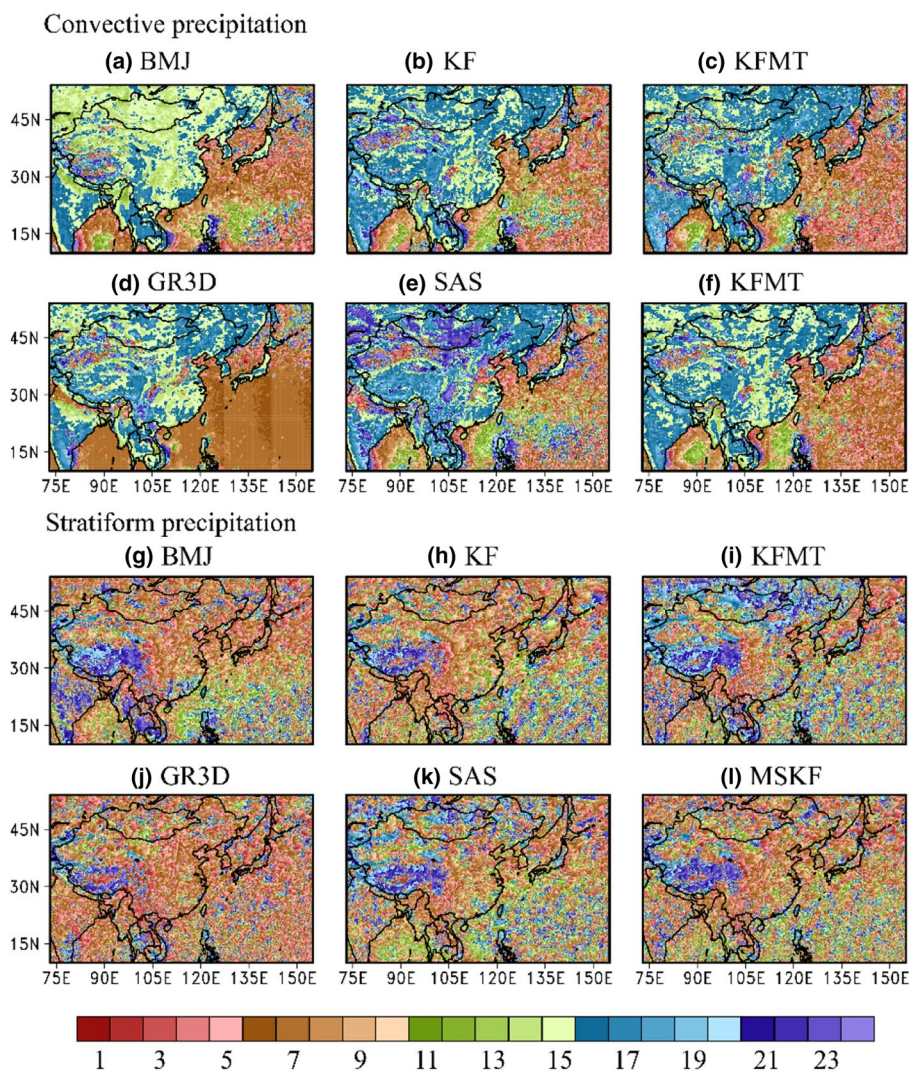 Convective precipitation
(a) BMJ (b) KF (c) KFMT
45N
30N
15N
(d) GR3D (e) SAS (f) KFMT
45N
30N
15N
75E 90E 105E 120E 135E 150E 75E 90E 105E 120E 135E 150E 75E 90E 105E 120E 135E 150E
Stratiform precipitation
(g) BMJ (h) KF (i) KFMT
45N
30N
15N
(j) GR3D (k) SAS (l) MSKF
45N
30N
15N
75E 90E 105E 120E 135E 150E 75E 90E 105E 120E 135E 150E 75E 90E 105E 120E 135E 150E
1 3 5 7 9 11 13 15 17 19 21 23